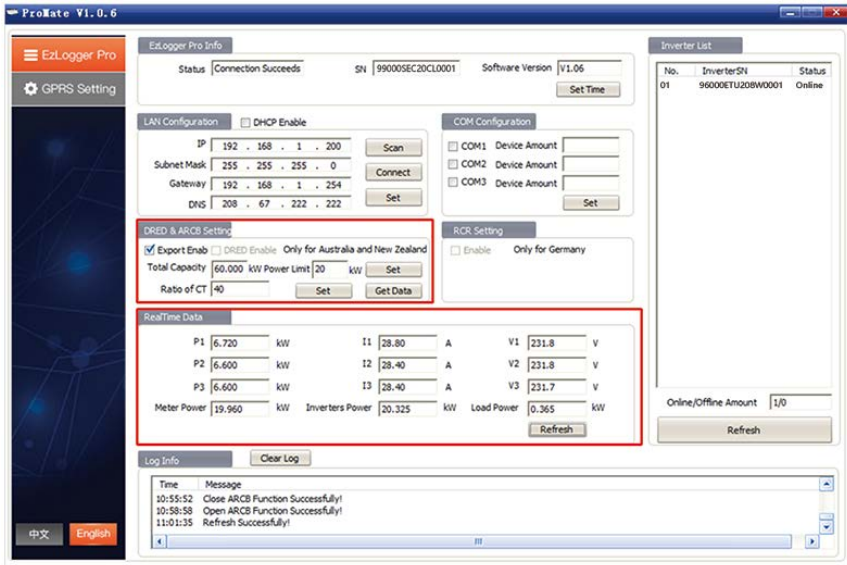 ProMate V1.0.6
EzLogger Pro
GPRS Setting
EzLogger Pro Info
Status Connection Succeeds SN 99000SEC20CL0001 Software Version V1.06
Set Time
LAN Configuration DHCP Enable
IP 192 . 168 . 1 . 200 Scan
Subnet Mask 255 . 255 . 255 . 0 Connect
Gateway 192 . 168 . 1 . 254
DNS 208 . 67 . 222 . 222 Set
COM Configuration
COM1 Device Amount
COM2 Device Amount
COM3 Device Amount
Set
DRED & ARCB Setting
Export Enab DRED Enable Only for Australia and New Zealand
Total Capacity 60.000 kW Power Limit 20 kW Set
Ratio of CT 40 Set Get Data
RCR Setting
Enable Only for Germany
RealTime Data
P1 6.720 kW I1 28.80 A V1 231.8 V
P2 6.600 kW I2 28.40 A V2 231.8 V
P3 6.600 kW I3 28.40 A V3 231.7 V
Meter Power 19.960 kW Inverters Power 20.325 kW Load Power 0.365 kW
Refresh
Log Info Clear Log
Time Message
10:55:52 Close ARCB Function Successfully!
10:58:58 Open ARCB Function Successfully!
11:01:35 Refresh Successfully!
中文 English
Inverter List
No. InverterSN Status
01 96000ETU208W0001 Online
Online/Offline Amount 1/0
Refresh